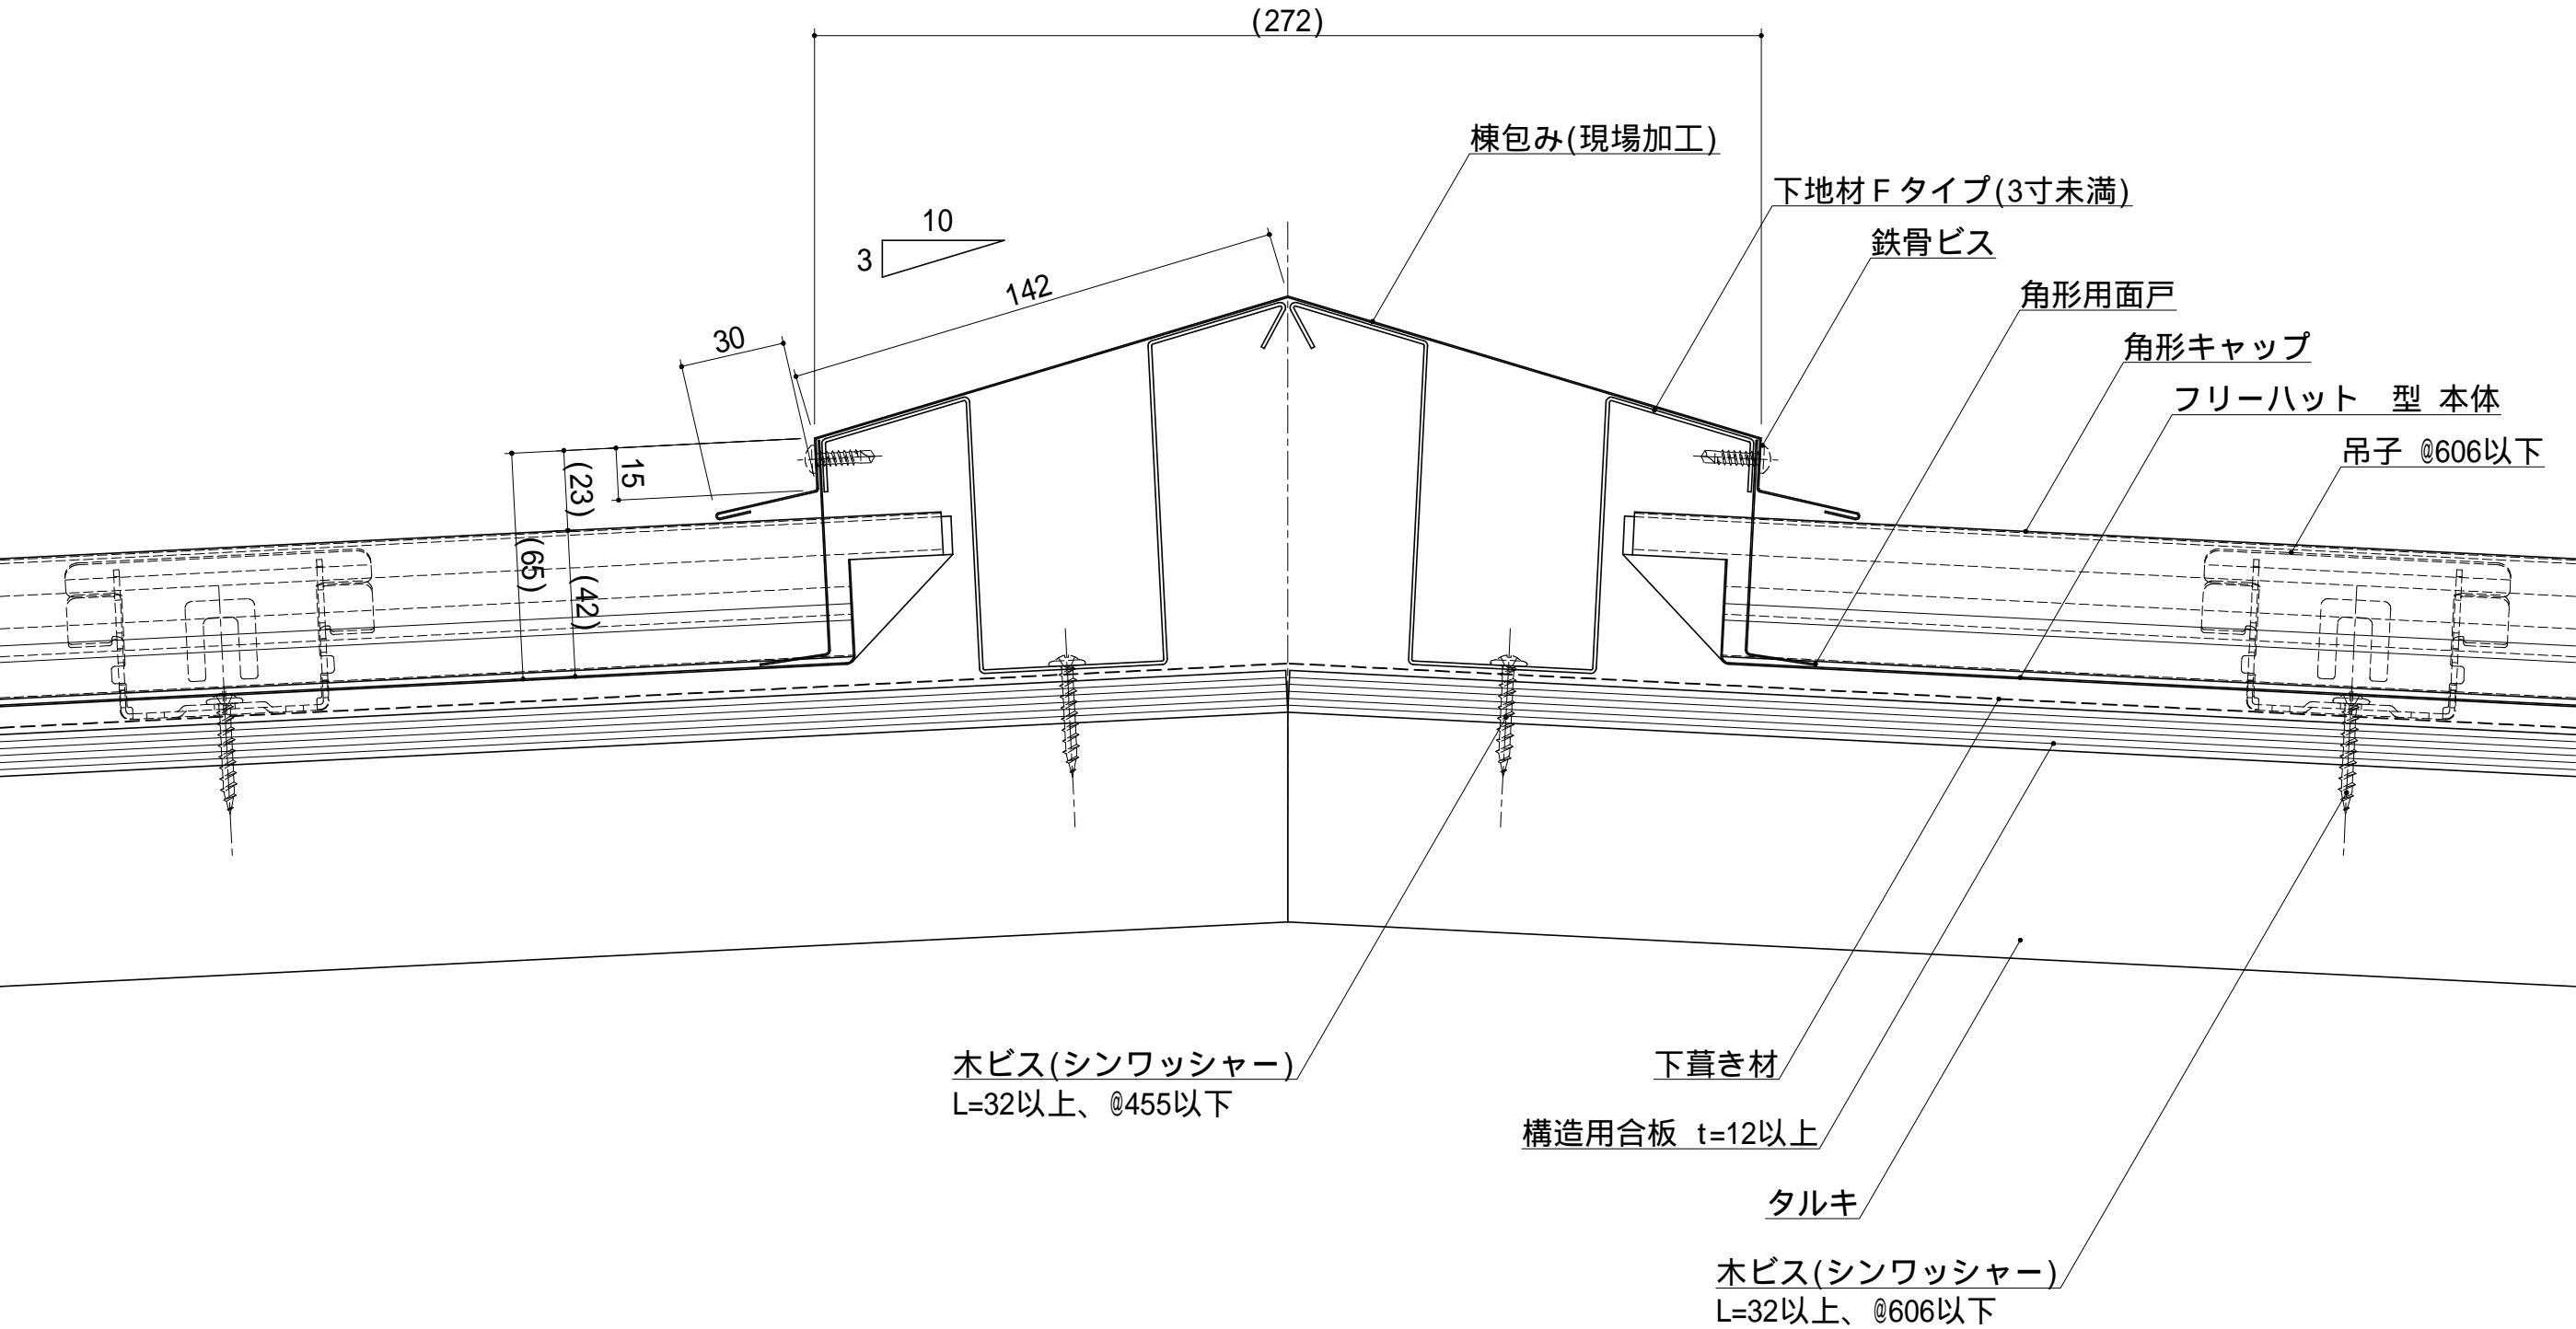 (272)
棟包み(現場加工)
下地材Fタイプ(3寸未満)
10
3
鉄骨ビス
142
角形用面戸
30
角形キャップ
フリーハット　型 本体
吊子 @606以下
15
(23)
(65)
(42)
木ビス(シンワッシャー)
L=32以上、@455以下
下葺き材
構造用合板 t=12以上
タルキ
木ビス(シンワッシャー)
L=32以上、@606以下